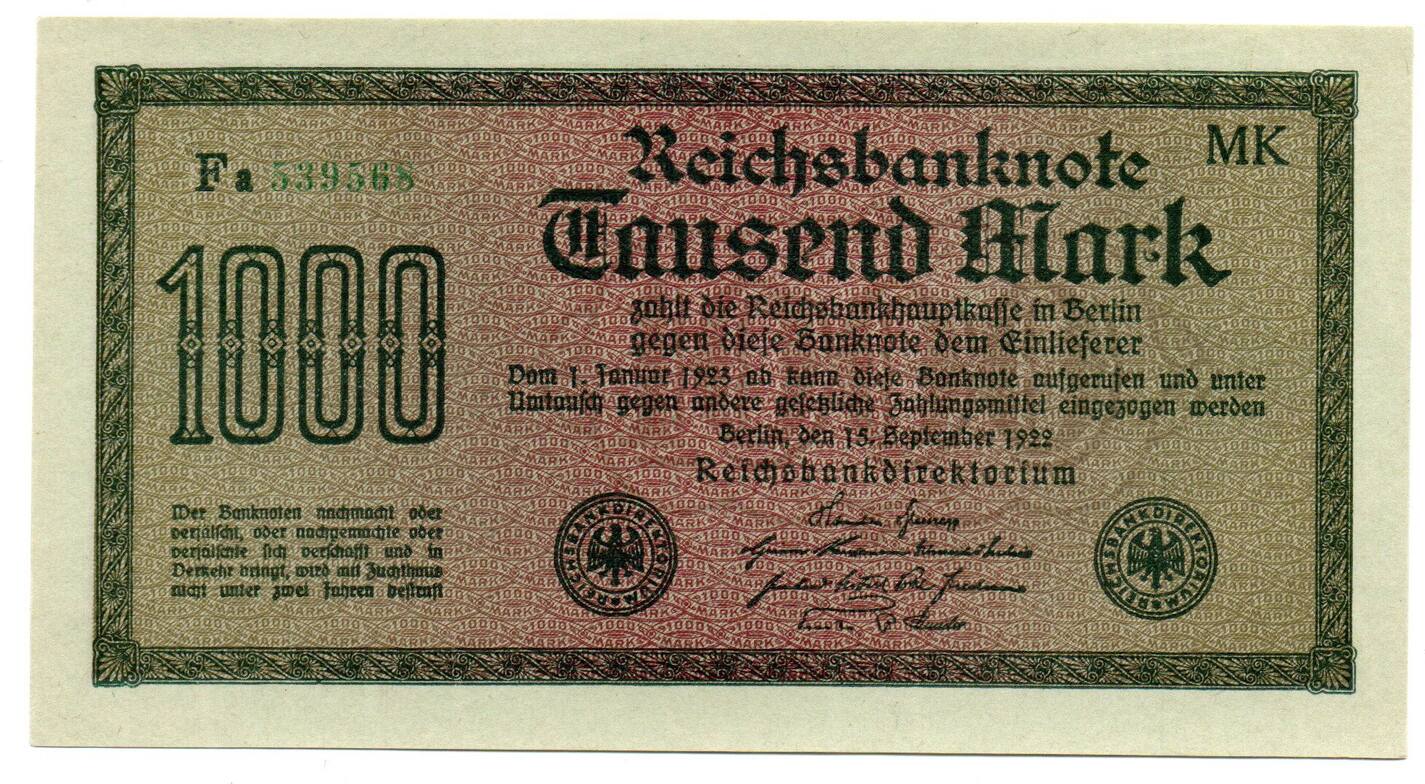 Fa 539568
MK
Reichsbanknote
Tausend Mark
1000
zahlt die Reichsbankhauptkasse in Berlin
gegen diese Banknote dem Einlieferer
Vom 1. Januar 1923 ab kann diese Banknote aufgerufen und unter
Umtausch gegen andere gesetzliche Zahlungsmittel eingezogen werden
Berlin, den 15. September 1922
Reichsbankdirektorium
Wer Banknoten nachmacht oder
verfälscht, oder nachgemachte oder
verfälschte sich verschafft und in
Verkehr bringt, wird mit Zuchthaus
nicht unter zwei Jahren bestraft
REICHSBANKDIREKTORIUM
REICHSBANKDIREKTORIUM